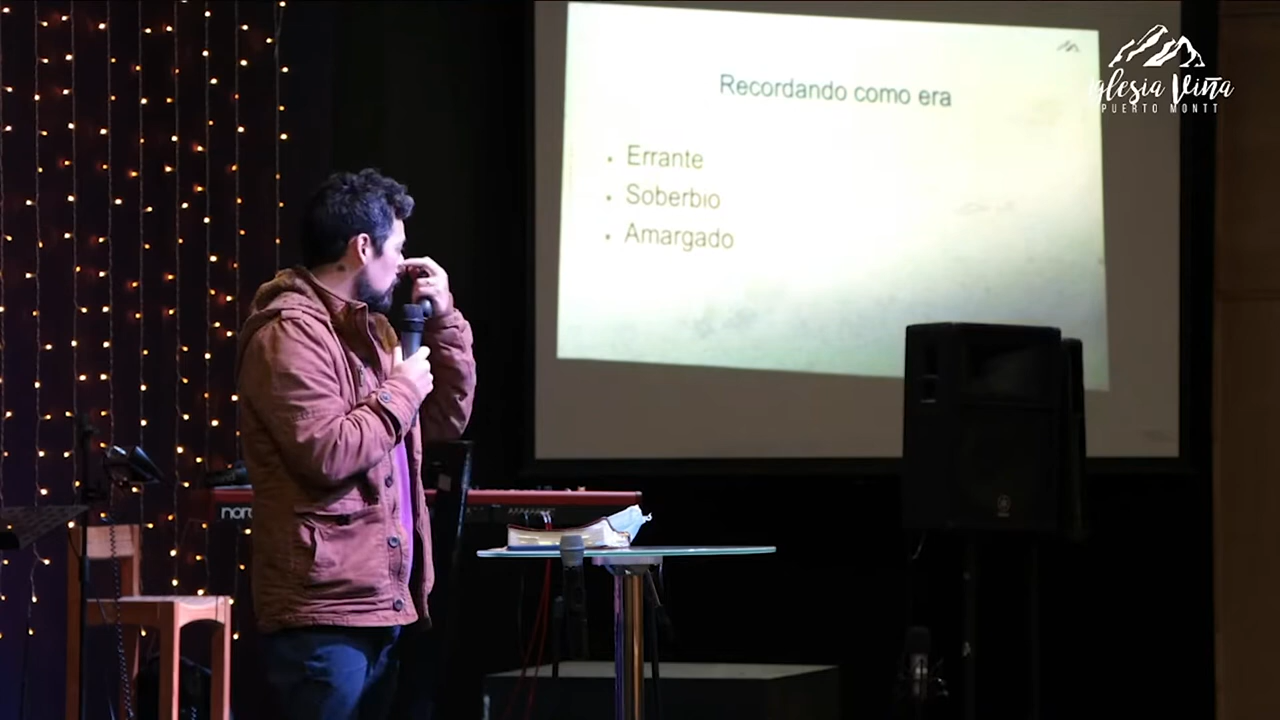 Recordando como era
• Errante
• Soberbio
• Amargado
iglesia Viña
PUERTO MONTT
nord